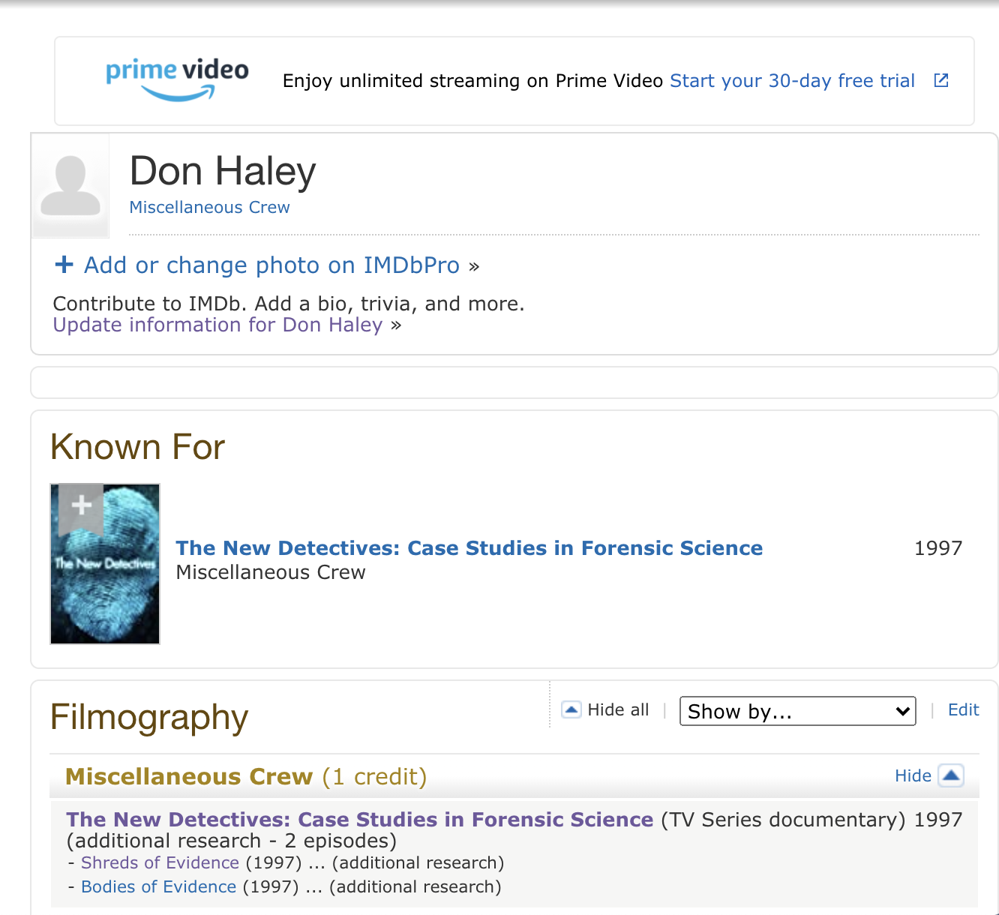 prime video
Enjoy unlimited streaming on Prime Video Start your 30-day free trial
Don Haley
Miscellaneous Crew
+ Add or change photo on IMDbPro »
Contribute to IMDb. Add a bio, trivia, and more.
Update information for Don Haley »
Known For
The New Detectives
The New Detectives: Case Studies in Forensic Science 1997
Miscellaneous Crew
Filmography
Hide all | Show by... | Edit
Miscellaneous Crew (1 credit) Hide
The New Detectives: Case Studies in Forensic Science (TV Series documentary) 1997
(additional research - 2 episodes)
- Shreds of Evidence (1997) ... (additional research)
- Bodies of Evidence (1997) ... (additional research)